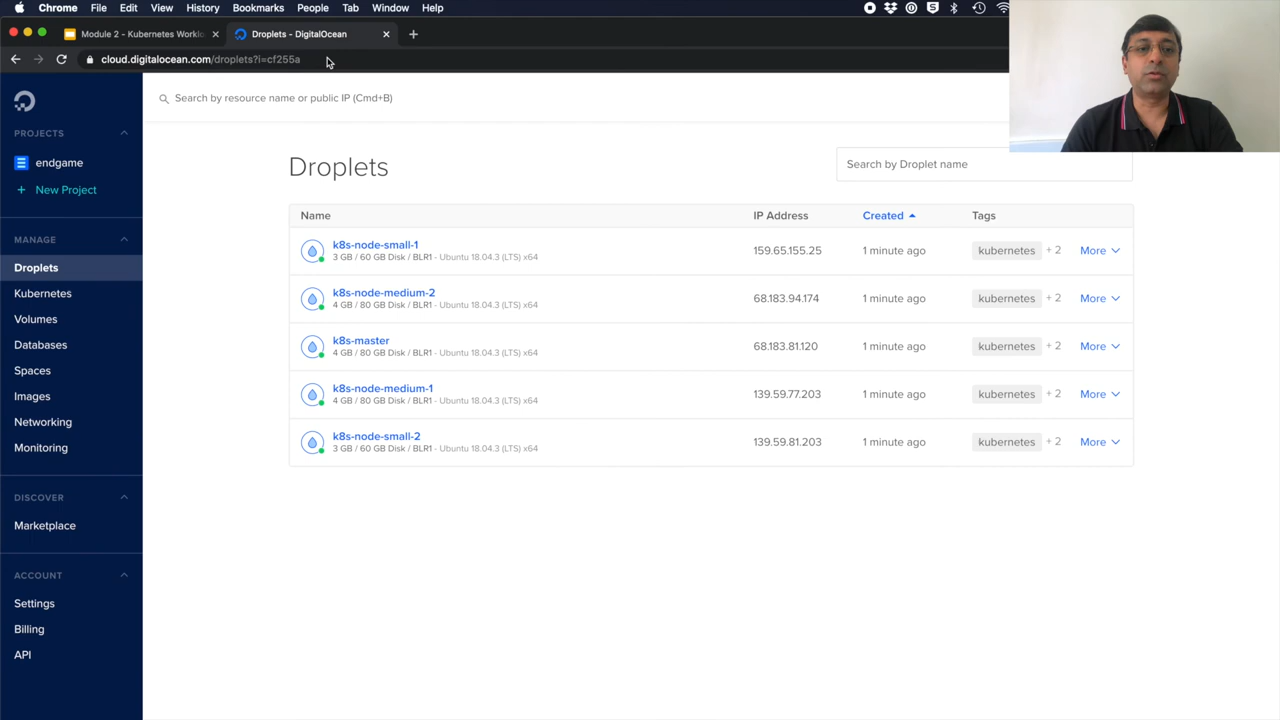 Chrome File Edit View History Bookmarks People Tab Window Help
Module 2 - Kubernetes Worklo
Droplets - DigitalOcean
cloud.digitalocean.com/droplets?i=cf255a
Search by resource name or public IP (Cmd+B)
PROJECTS
endgame
+ New Project
MANAGE
Droplets
Kubernetes
Volumes
Databases
Spaces
Images
Networking
Monitoring
DISCOVER
Marketplace
ACCOUNT
Settings
Billing
API
Droplets
Search by Droplet name
Name IP Address Created Tags
k8s-node-small-1 159.65.155.25 1 minute ago kubernetes + 2 More
3 GB / 60 GB Disk / BLR1 - Ubuntu 18.04.3 (LTS) x64
k8s-node-medium-2 68.183.94.174 1 minute ago kubernetes + 2 More
4 GB / 80 GB Disk / BLR1 - Ubuntu 18.04.3 (LTS) x64
k8s-master 68.183.81.120 1 minute ago kubernetes + 2 More
4 GB / 80 GB Disk / BLR1 - Ubuntu 18.04.3 (LTS) x64
k8s-node-medium-1 139.59.77.203 1 minute ago kubernetes + 2 More
4 GB / 80 GB Disk / BLR1 - Ubuntu 18.04.3 (LTS) x64
k8s-node-small-2 139.59.81.203 1 minute ago kubernetes + 2 More
3 GB / 60 GB Disk / BLR1 - Ubuntu 18.04.3 (LTS) x64